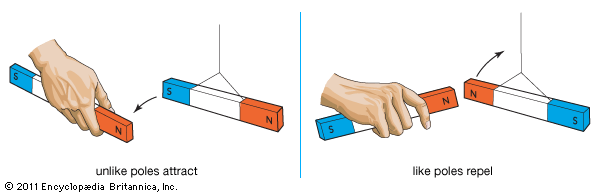 S
N
S
N
unlike poles attract
S
N
N
S
like poles repel
© 2011 Encyclopædia Britannica, Inc.